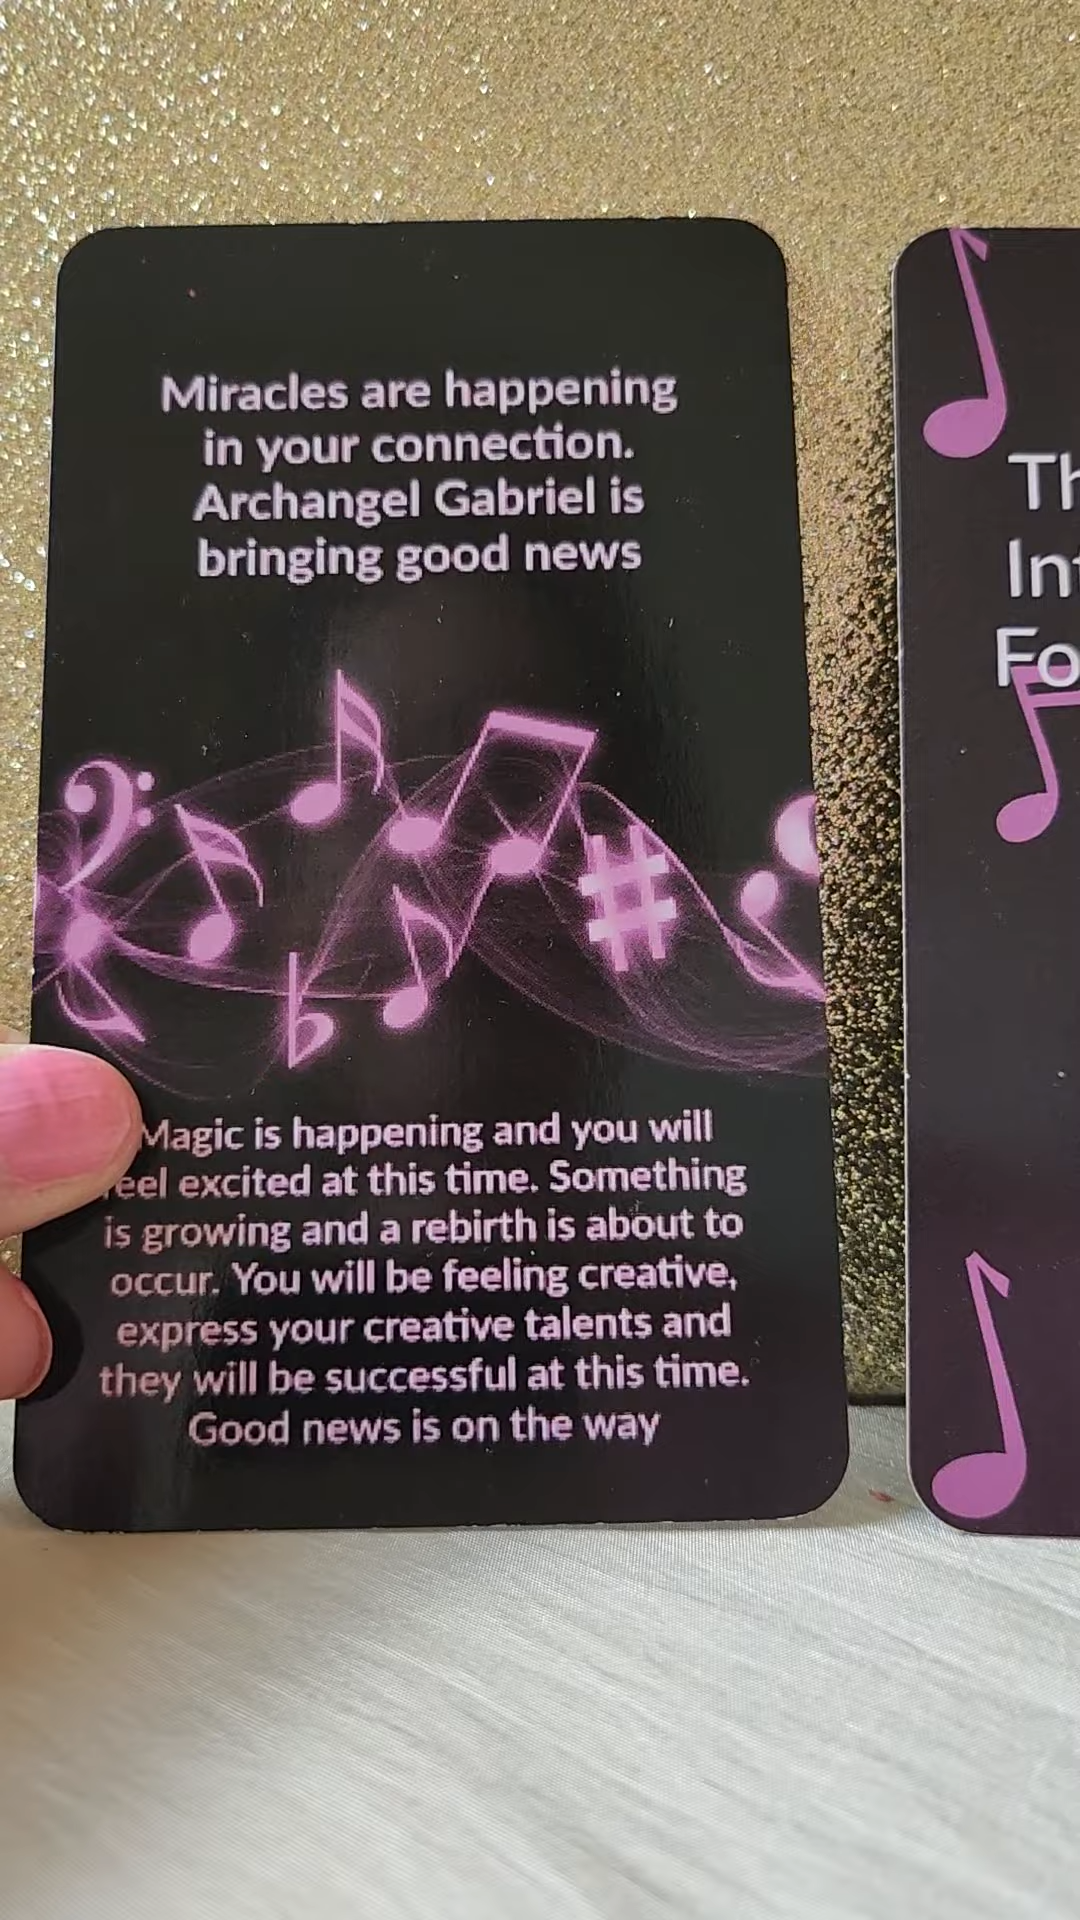 Miracles are happening
in your connection.
Archangel Gabriel is
bringing good news
Magic is happening and you will
feel excited at this time. Something
is growing and a rebirth is about to
occur. You will be feeling creative,
express your creative talents and
they will be successful at this time.
Good news is on the way